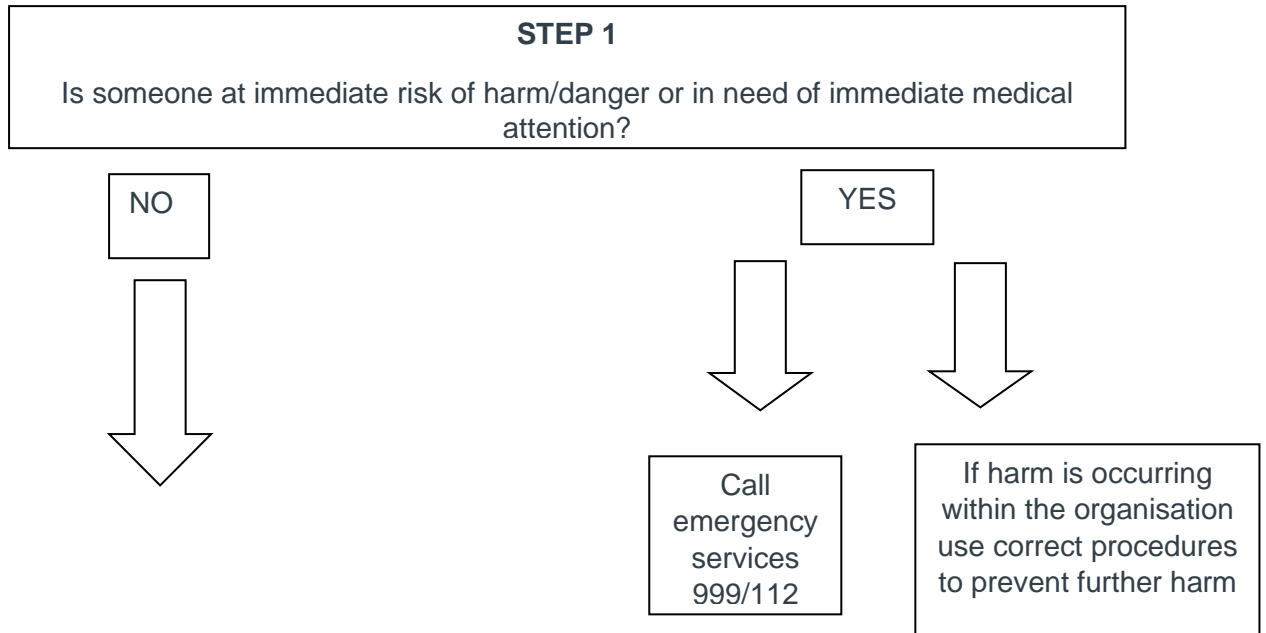 STEP 1
Is someone at immediate risk of harm/danger or in need of immediate medical
attention?
NO
YES
Call
emergency
services
999/112
If harm is occurring
within the organisation
use correct procedures
to prevent further harm